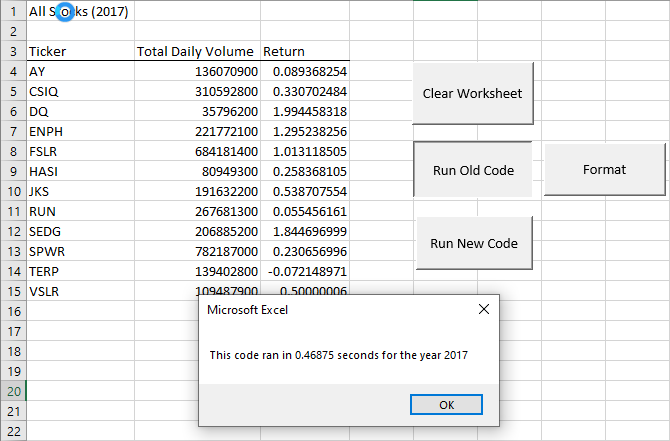 1 All Stocks (2017)
2
3 Ticker Total Daily Volume Return
4 AY 136070900 0.089368254
5 CSIQ 310592800 0.330702484
Clear Worksheet
6 DQ 35796200 1.994458318
7 ENPH 221772100 1.295238256
8 FSLR 684181400 1.013118505
9 HASI 80949300 0.258368105 Run Old Code Format
10 JKS 191632200 0.538707554
11 RUN 267681300 0.055456161
12 SEDG 206885200 1.844696999
13 SPWR 782187000 0.230656996 Run New Code
14 TERP 139402800 -0.072148971
15 VSLR 109487900 0.50000006
16 Microsoft Excel
17
18 This code ran in 0.46875 seconds for the year 2017
19
20
21 OK
22